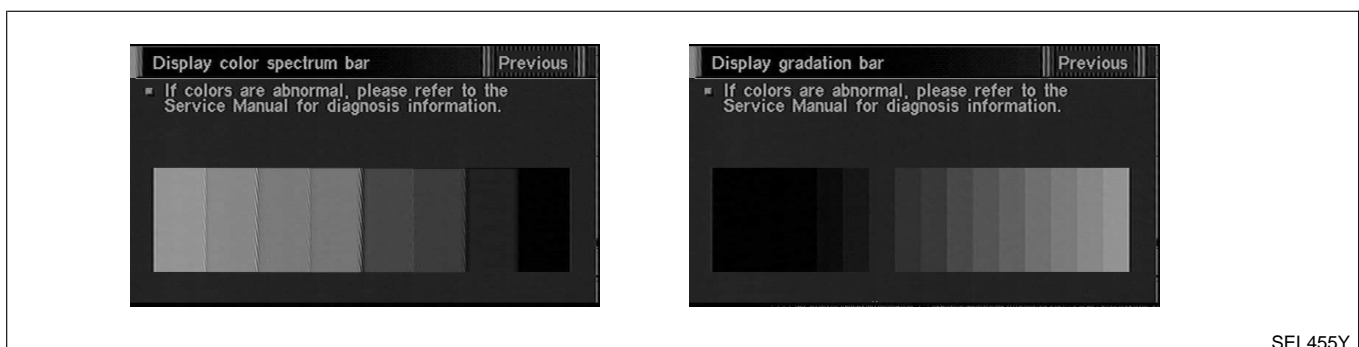 Display color spectrum bar
Previous
If colors are abnormal, please refer to the
Service Manual for diagnosis information.
Display gradation bar
Previous
If colors are abnormal, please refer to the
Service Manual for diagnosis information.
SEL455Y